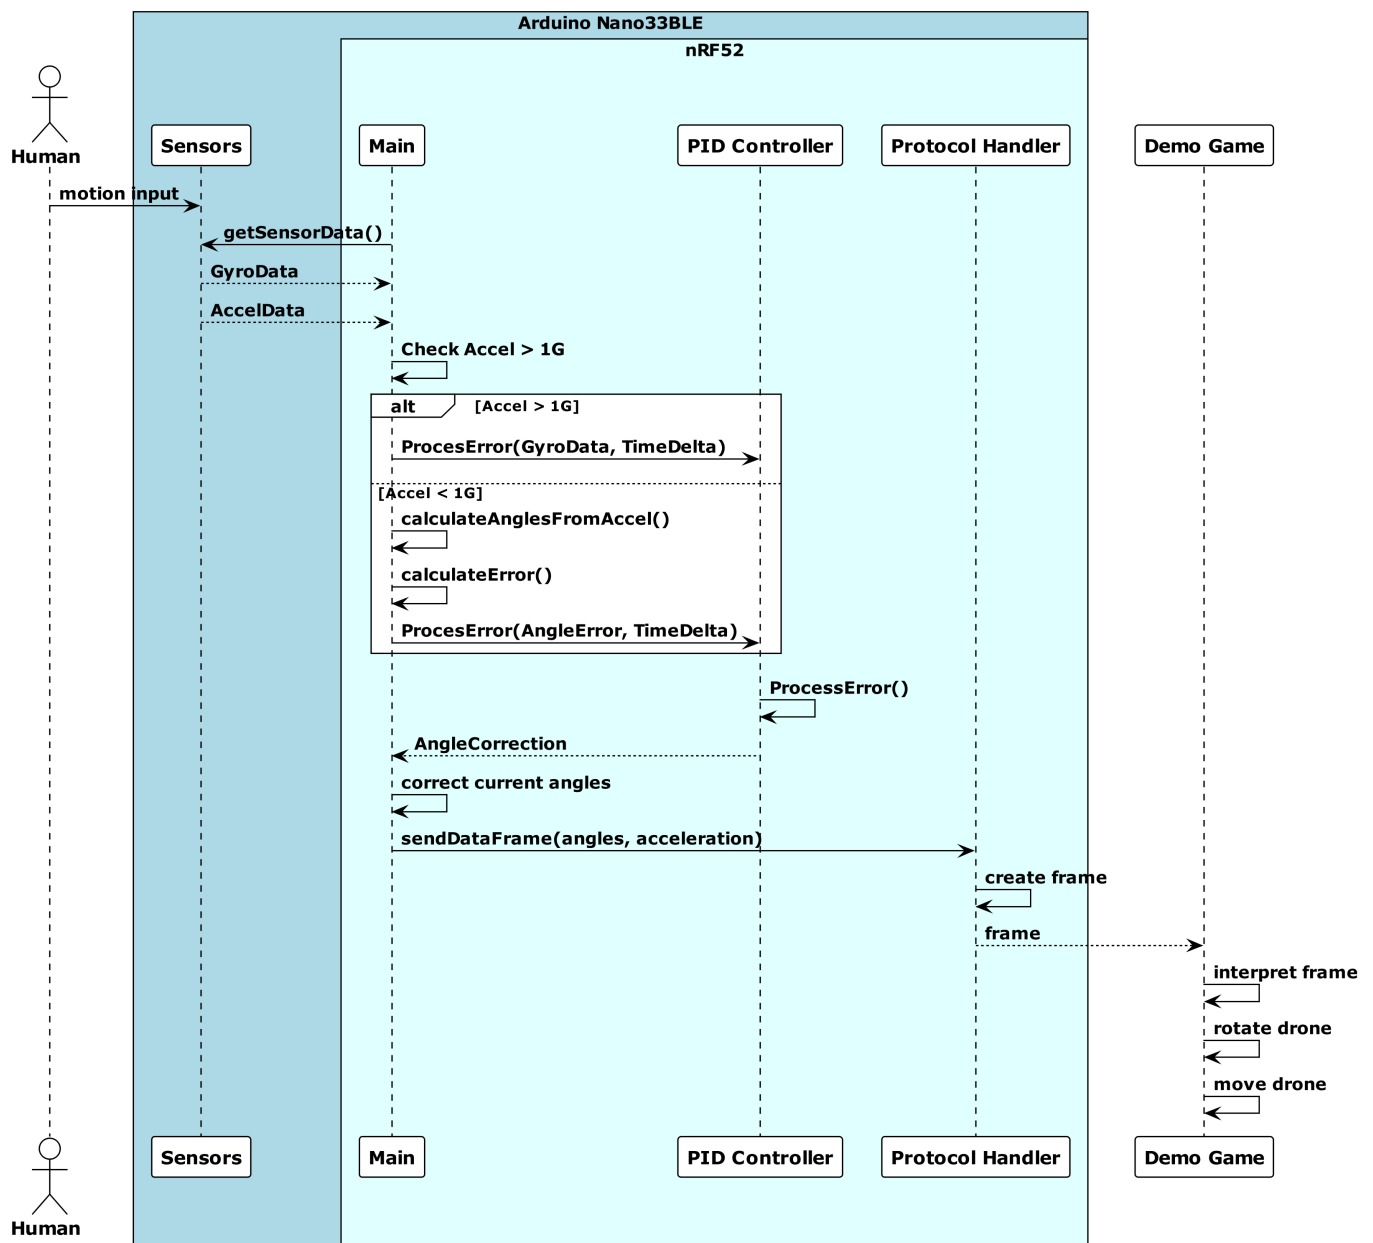 Arduino Nano33BLE
nRF52
Human
Sensors
Main
PID Controller
Protocol Handler
Demo Game
motion input
getSensorData()
GyroData
AccelData
Check Accel > 1G
alt
[Accel > 1G]
ProcesError(GyroData, TimeDelta)
[Accel < 1G]
calculateAnglesFromAccel()
calculateError()
ProcesError(AngleError, TimeDelta)
ProcessError()
AngleCorrection
correct current angles
sendDataFrame(angles, acceleration)
create frame
frame
interpret frame
rotate drone
move drone
Human
Sensors
Main
PID Controller
Protocol Handler
Demo Game